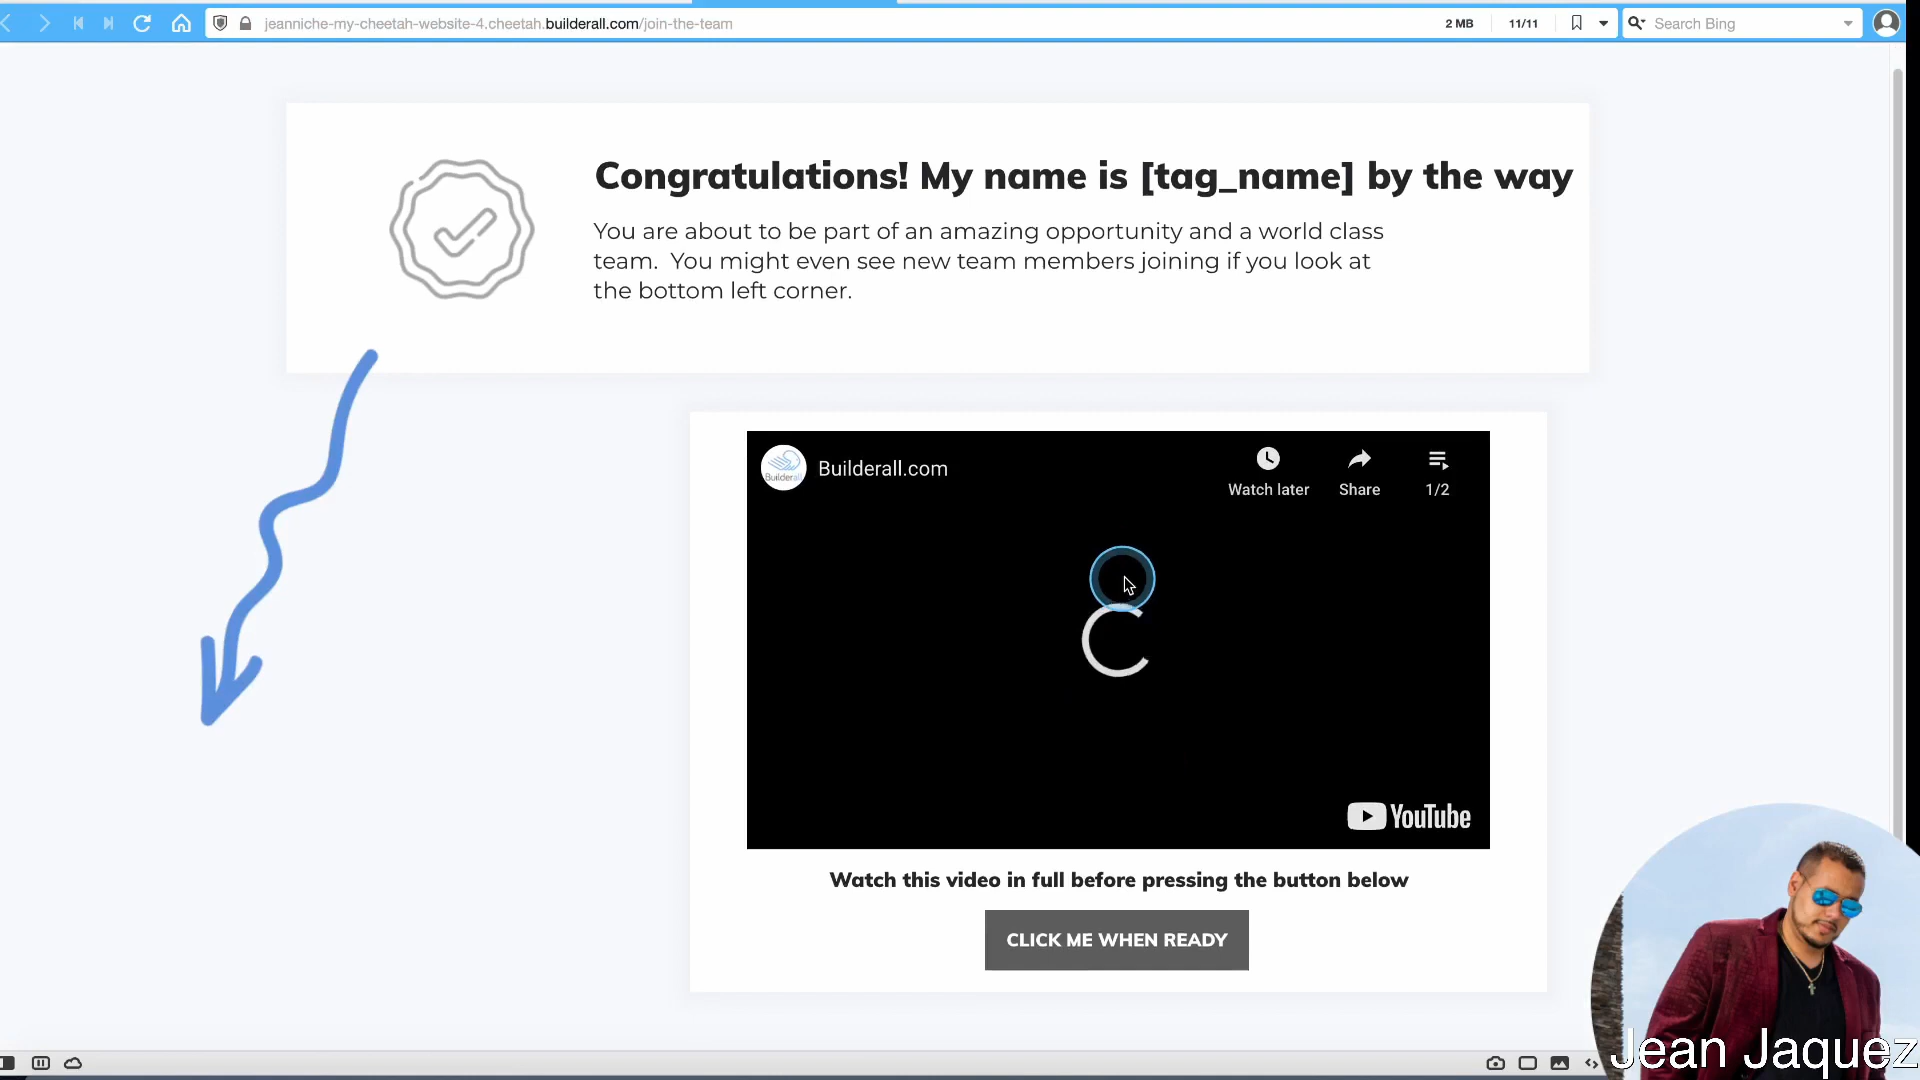 jeanniche-my-cheetah-website-4.cheetah.builderall.com/join-the-team
2 MB
11/11
Search Bing
Congratulations! My name is [tag_name] by the way
You are about to be part of an amazing opportunity and a world class
team.  You might even see new team members joining if you look at
the bottom left corner.
Builderall
Builderall.com
Watch later
Share
1/2
YouTube
Watch this video in full before pressing the button below
CLICK ME WHEN READY
Jean Jaquez